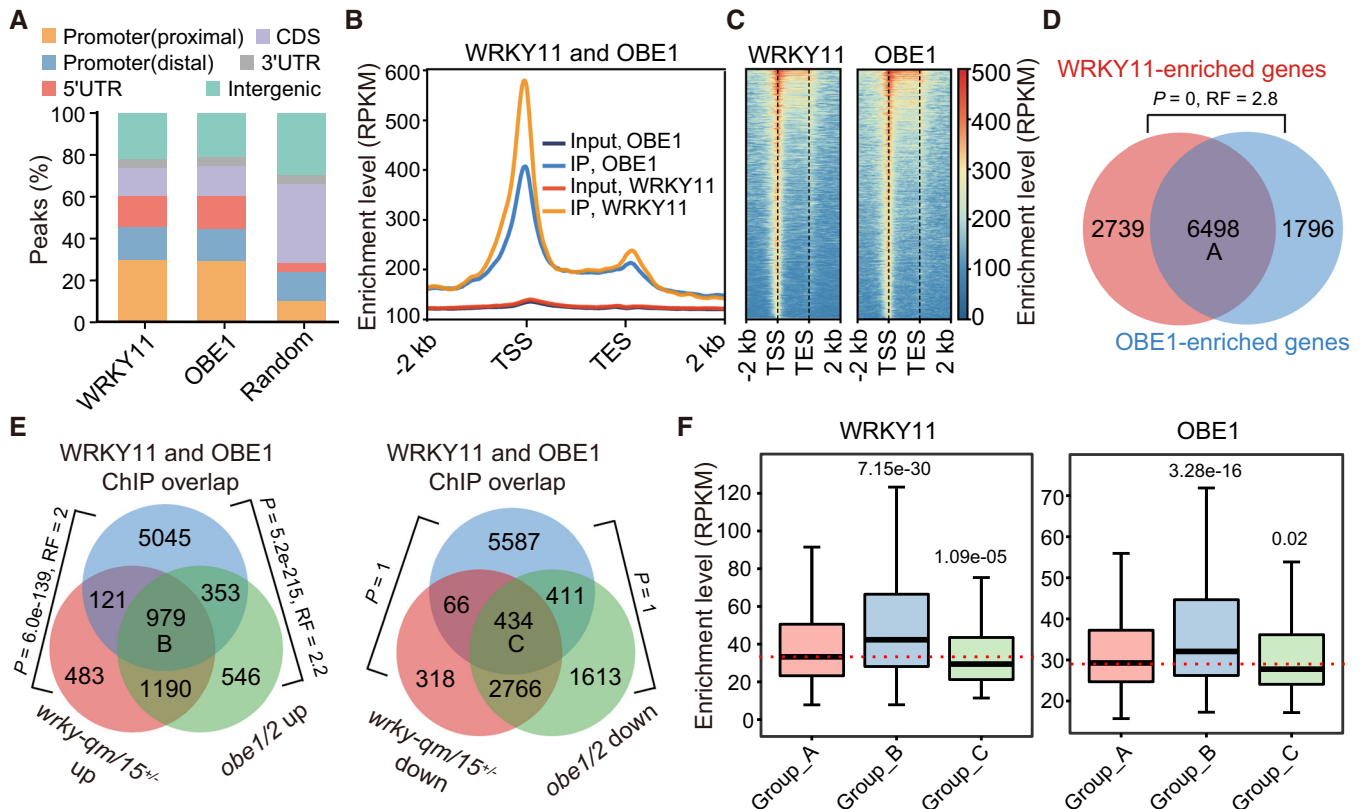 A
Promoter(proximal)
CDS
Promoter(distal)
3'UTR
5'UTR
Intergenic
100
80
60
40
20
0
Peaks (%)
WRKY11
OBE1
Random
B
WRKY11 and OBE1
600
500
400
300
200
100
Enrichment level (RPKM)
Input, OBE1
IP, OBE1
Input, WRKY11
IP, WRKY11
-2 kb
TSS
TES
2 kb
C
WRKY11
OBE1
500
400
300
200
100
0
Enrichment level (RPKM)
-2 kb
TSS
TES
2 kb
-2 kb
TSS
TES
2 kb
D
WRKY11-enriched genes
P = 0, RF = 2.8
2739
6498
A
1796
OBE1-enriched genes
E
WRKY11 and OBE1
ChIP overlap
P = 6.0e-139, RF = 2
P = 5.2e-215, RF = 2.2
5045
121
353
979
B
483
1190
546
wrky-qm/15+/-
up
obe1/2 up
WRKY11 and OBE1
ChIP overlap
P = 1
P = 1
5587
66
411
434
C
318
2766
1613
wrky-qm/15+/-
down
obe1/2 down
F
WRKY11
Enrichment level (RPKM)
120
100
80
60
40
20
0
7.15e-30
1.09e-05
Group_A
Group_B
Group_C
OBE1
70
60
50
40
30
20
3.28e-16
0.02
Group_A
Group_B
Group_C